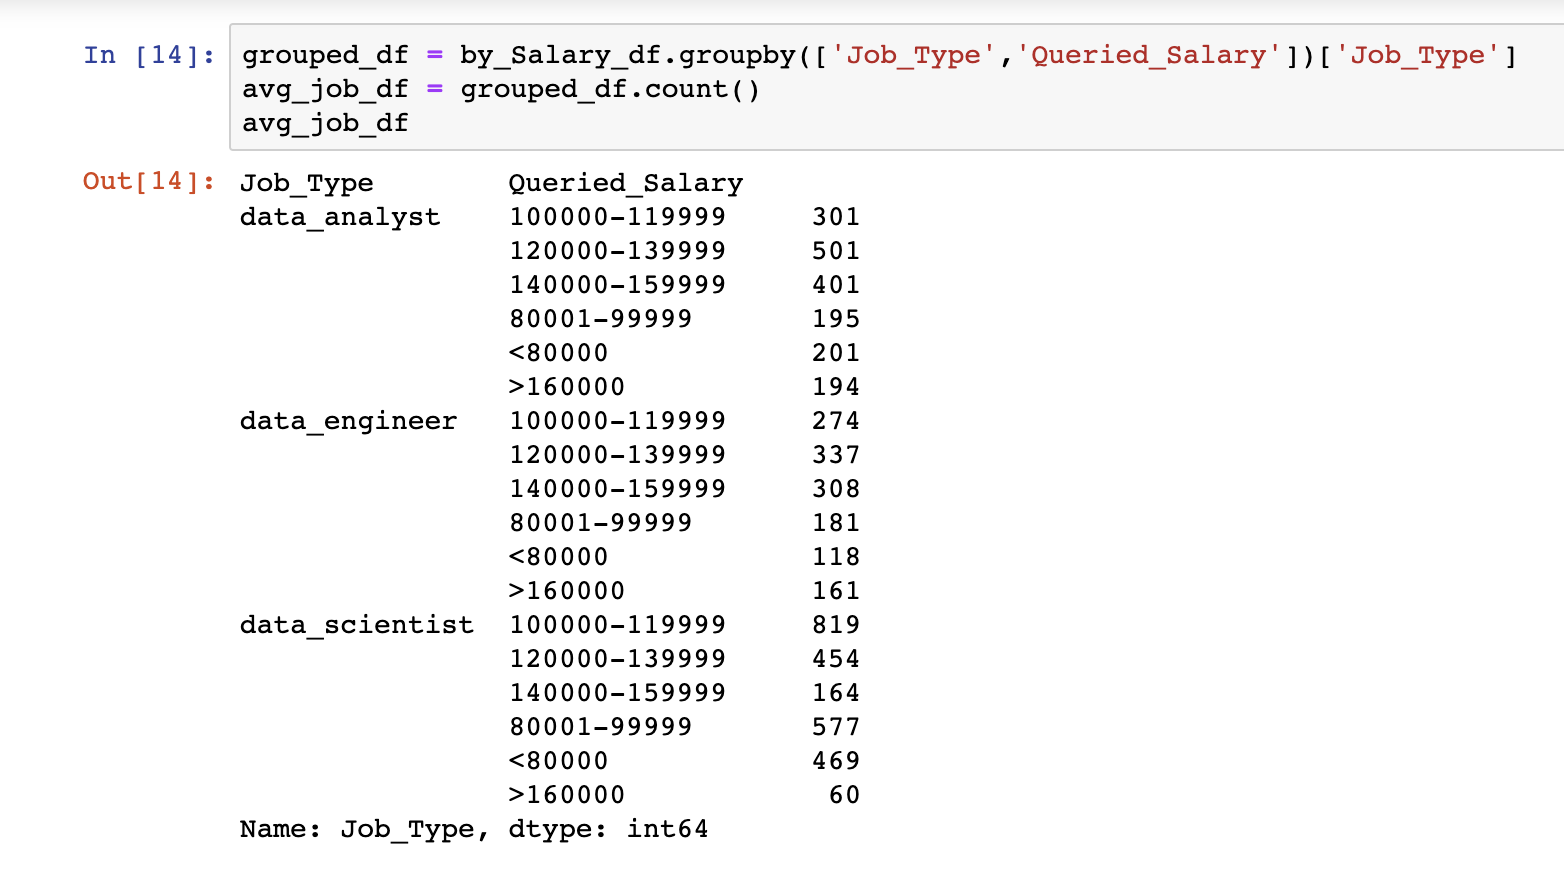 In [14]: grouped_df = by_Salary_df.groupby(['Job_Type','Queried_Salary'])['Job_Type']
avg_job_df = grouped_df.count()
avg_job_df
Out[14]: Job_Type Queried_Salary
data_analyst 100000-119999 301
120000-139999 501
140000-159999 401
80001-99999 195
<80000 201
>160000 194
data_engineer 100000-119999 274
120000-139999 337
140000-159999 308
80001-99999 181
<80000 118
>160000 161
data_scientist 100000-119999 819
120000-139999 454
140000-159999 164
80001-99999 577
<80000 469
>160000 60
Name: Job_Type, dtype: int64